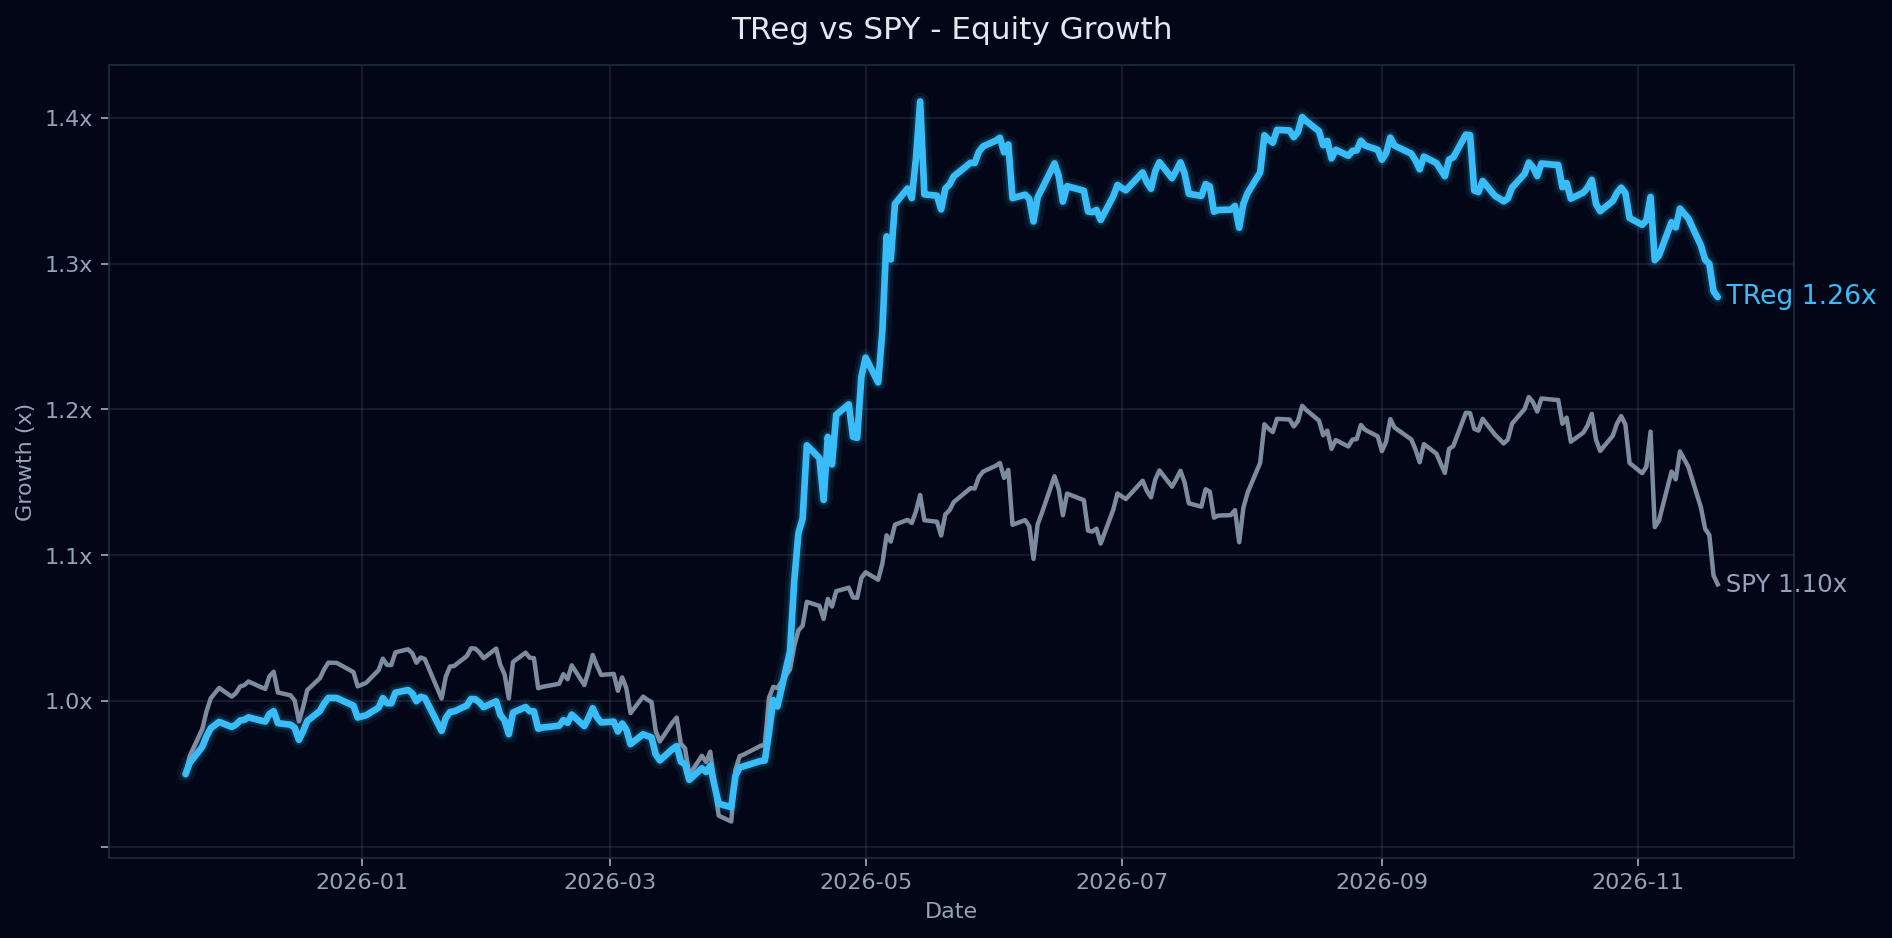 TReg vs SPY - Equity Growth
1.4x
1.3x
1.2x
1.1x
1.0x
Growth (x)
TReg 1.26x
SPY 1.10x
2026-01
2026-03
2026-05
2026-07
2026-09
2026-11
Date